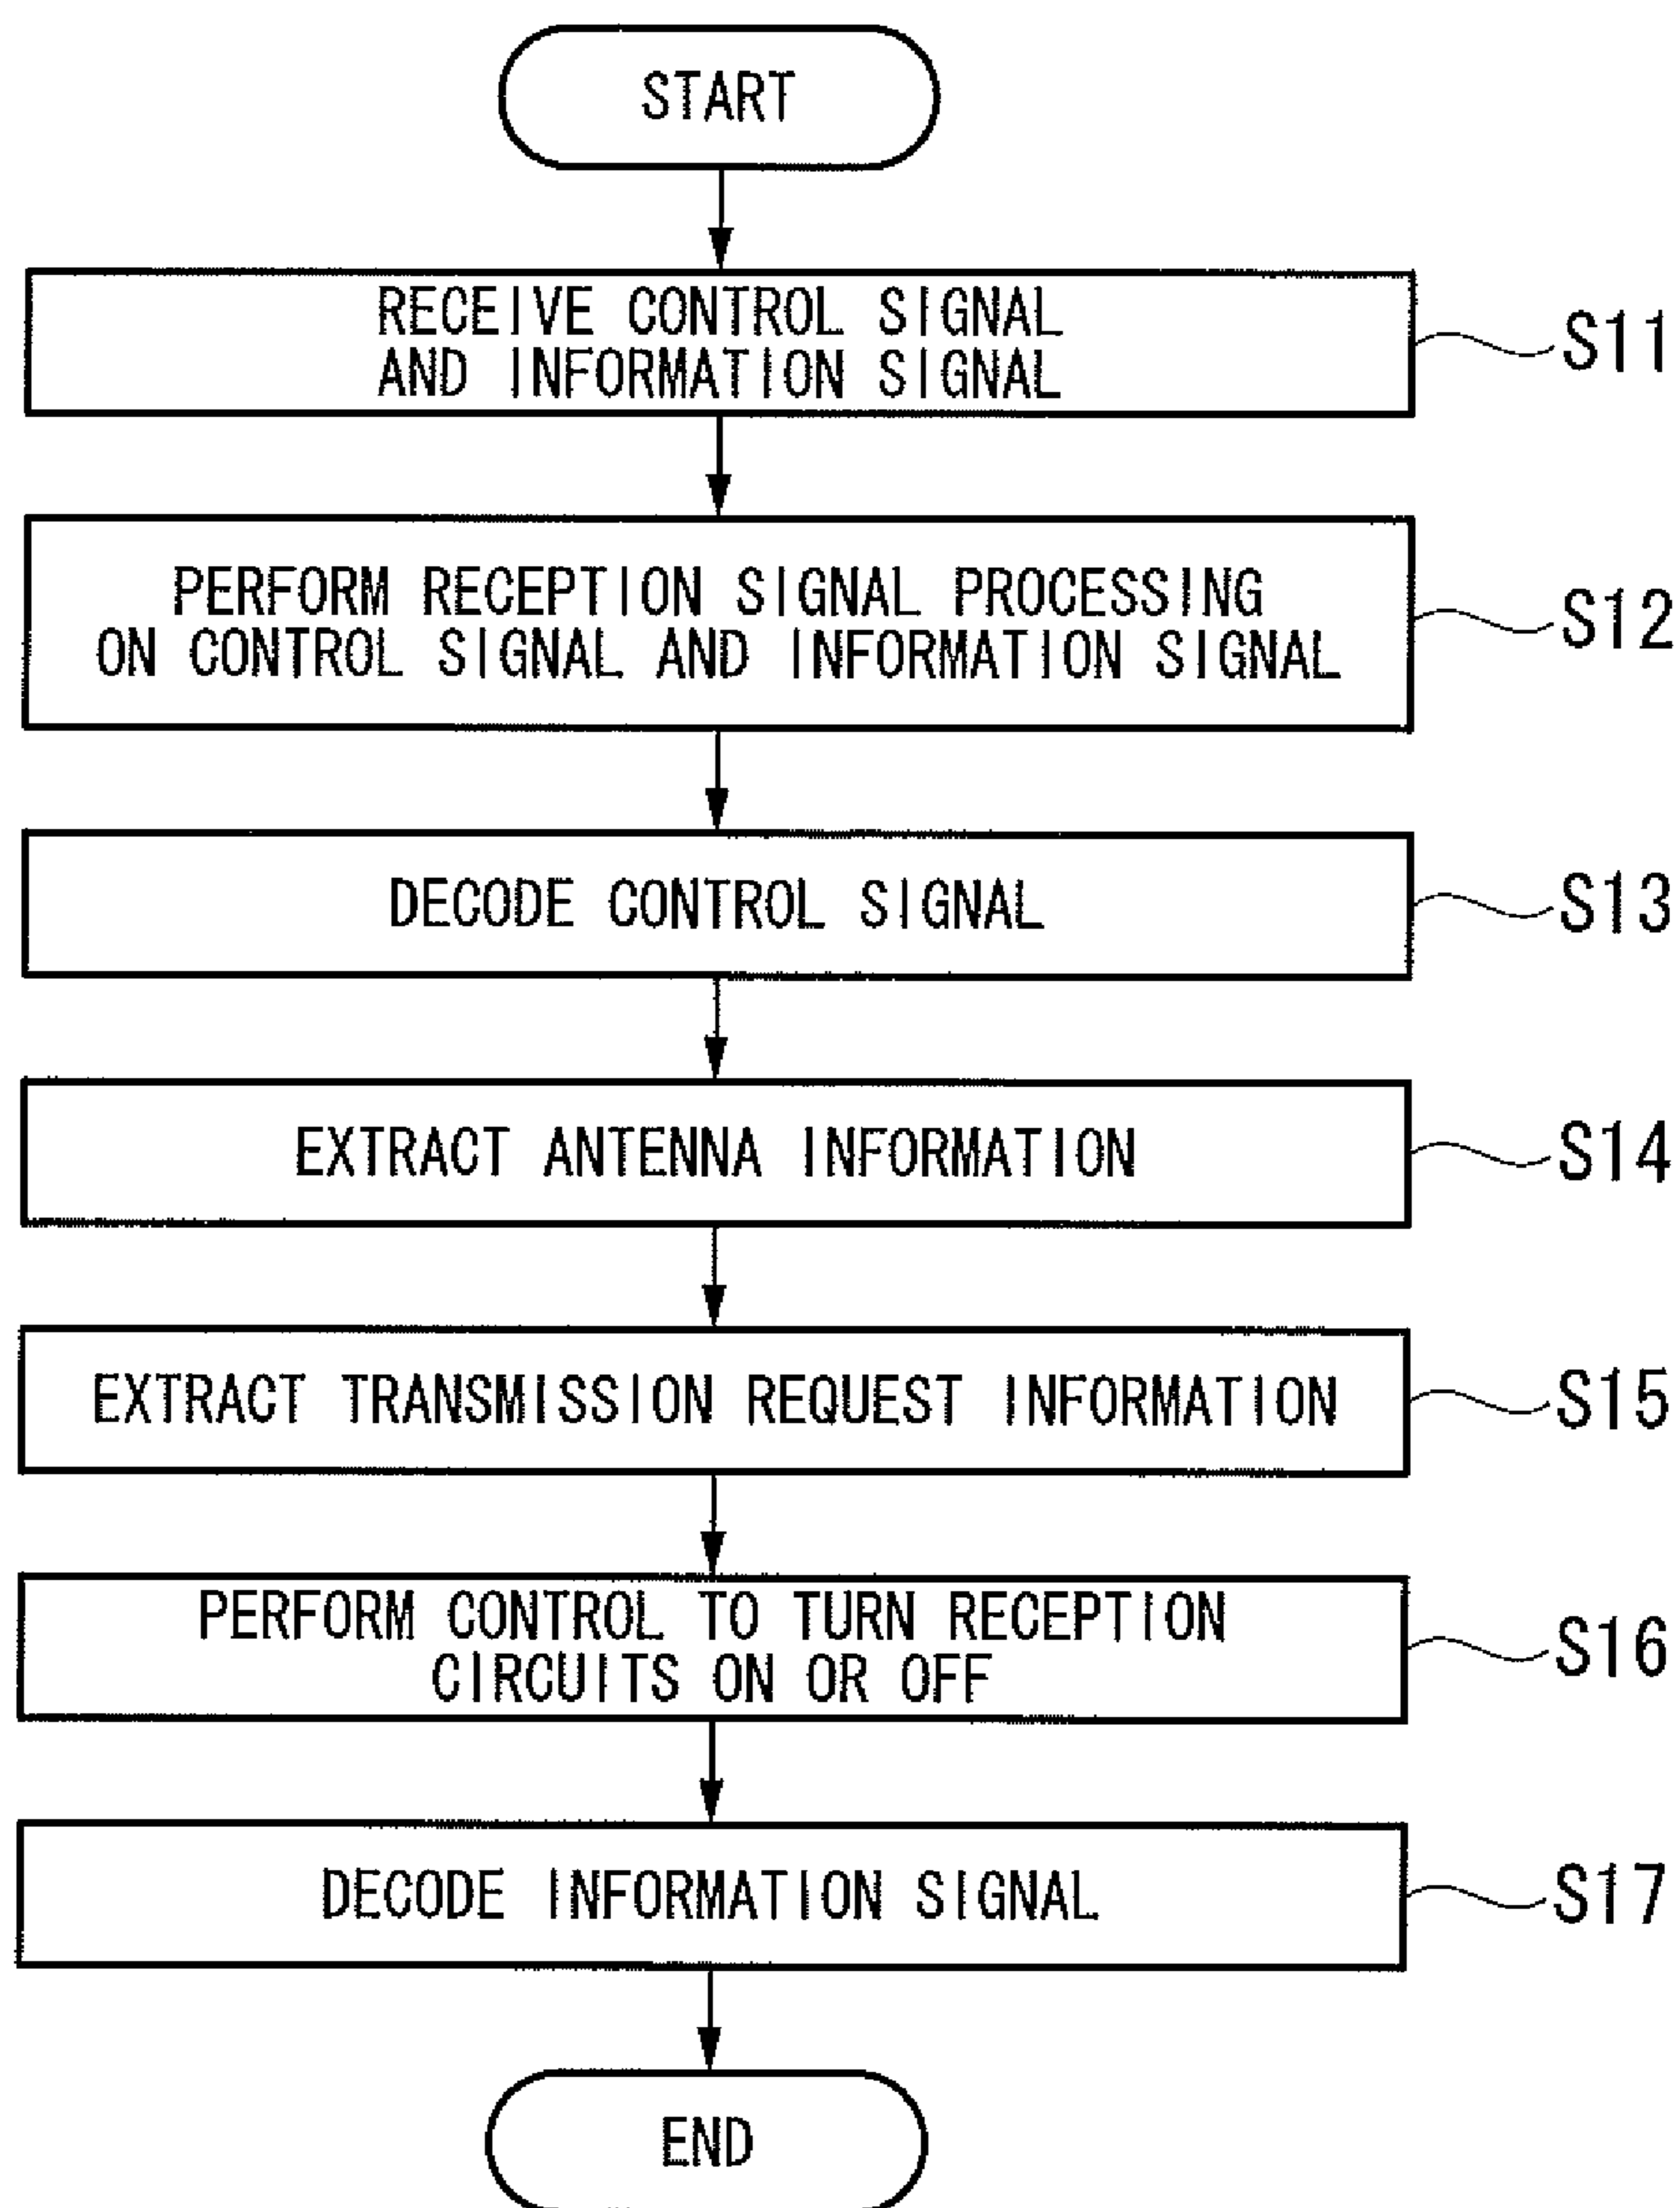 START
RECEIVE CONTROL SIGNAL
AND INFORMATION SIGNAL
S11
PERFORM RECEPTION SIGNAL PROCESSING
ON CONTROL SIGNAL AND INFORMATION SIGNAL
S12
DECODE CONTROL SIGNAL
S13
EXTRACT ANTENNA INFORMATION
S14
EXTRACT TRANSMISSION REQUEST INFORMATION
S15
PERFORM CONTROL TO TURN RECEPTION
CIRCUITS ON OR OFF
S16
DECODE INFORMATION SIGNAL
S17
END